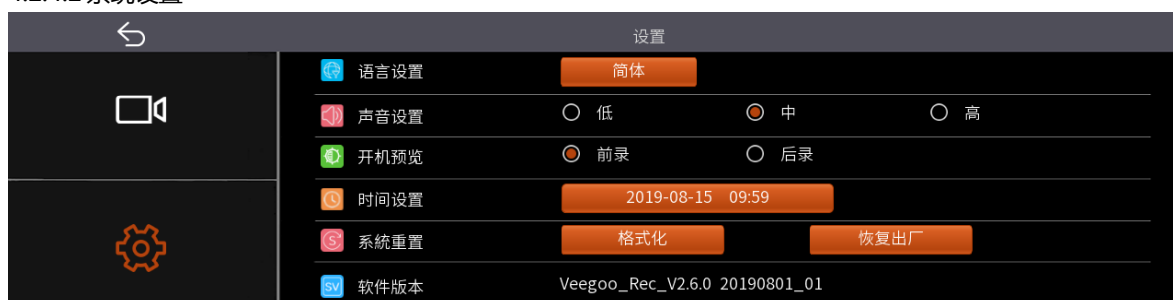 设置
语言设置 简体
声音设置 低 中 高
开机预览 前录 后录
时间设置 2019-08-15 09:59
系统重置 格式化 恢复出厂
SV 软件版本 Veegoo_Rec_V2.6.0 20190801_01